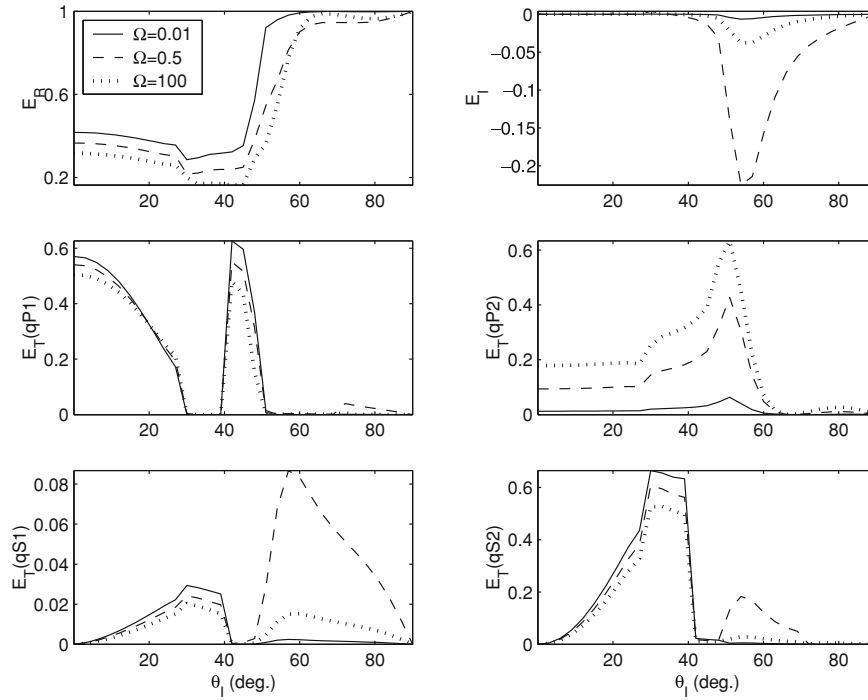 1
0.6
0.2
E_R
Ω=0.01
Ω=0.5
Ω=100
20 40 60 80
0
−0.05
−0.1
−0.15
−0.2
E_I
20 40 60 80
0.6
0.4
0.2
0
E_T(qP1)
20 40 60 80
0.6
0.4
0.2
0
E_T(qP2)
20 40 60 80
0.08
0.06
0.04
0.02
0
E_T(qS1)
20 40 60 80
θ_I (deg.)
0.6
0.4
0.2
0
E_T(qS2)
20 40 60 80
θ_I (deg.)